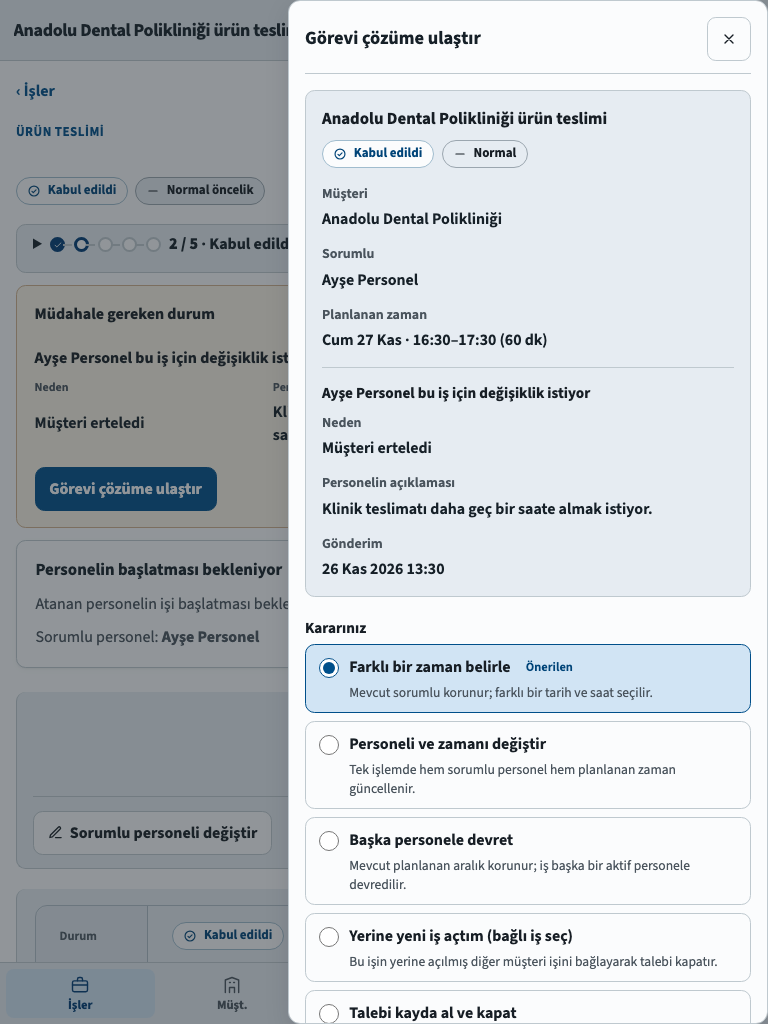 Anadolu Dental Polikliniği ürün teslim
‹ İşler
ÜRÜN TESLİMİ
Kabul edildi
Normal öncelik
2 / 5 · Kabul edild
Müdahale gereken durum
Ayşe Personel bu iş için değişiklik ist
Neden
Per
Müşteri erteledi
Kl
sa
Görevi çözüme ulaştır
Personelin başlatması bekleniyor
Atanan personelin işi başlatması bekle
Sorumlu personel: Ayşe Personel
Sorumlu personeli değiştir
Durum
Kabul edildi
İşler
Müşt.
Görevi çözüme ulaştır
Anadolu Dental Polikliniği ürün teslimi
Kabul edildi
Normal
Müşteri
Anadolu Dental Polikliniği
Sorumlu
Ayşe Personel
Planlanan zaman
Cum 27 Kas · 16:30–17:30 (60 dk)
Ayşe Personel bu iş için değişiklik istiyor
Neden
Müşteri erteledi
Personelin açıklaması
Klinik teslimatı daha geç bir saate almak istiyor.
Gönderim
26 Kas 2026 13:30
Kararınız
Farklı bir zaman belirle Önerilen
Mevcut sorumlu korunur; farklı bir tarih ve saat seçilir.
Personeli ve zamanı değiştir
Tek işlemde hem sorumlu personel hem planlanan zaman
güncellenir.
Başka personele devret
Mevcut planlanan aralık korunur; iş başka bir aktif personele
devredilir.
Yerine yeni iş açtım (bağlı iş seç)
Bu işin yerine açılmış diğer müşteri işini bağlayarak talebi kapatır.
Talebi kayda al ve kapat